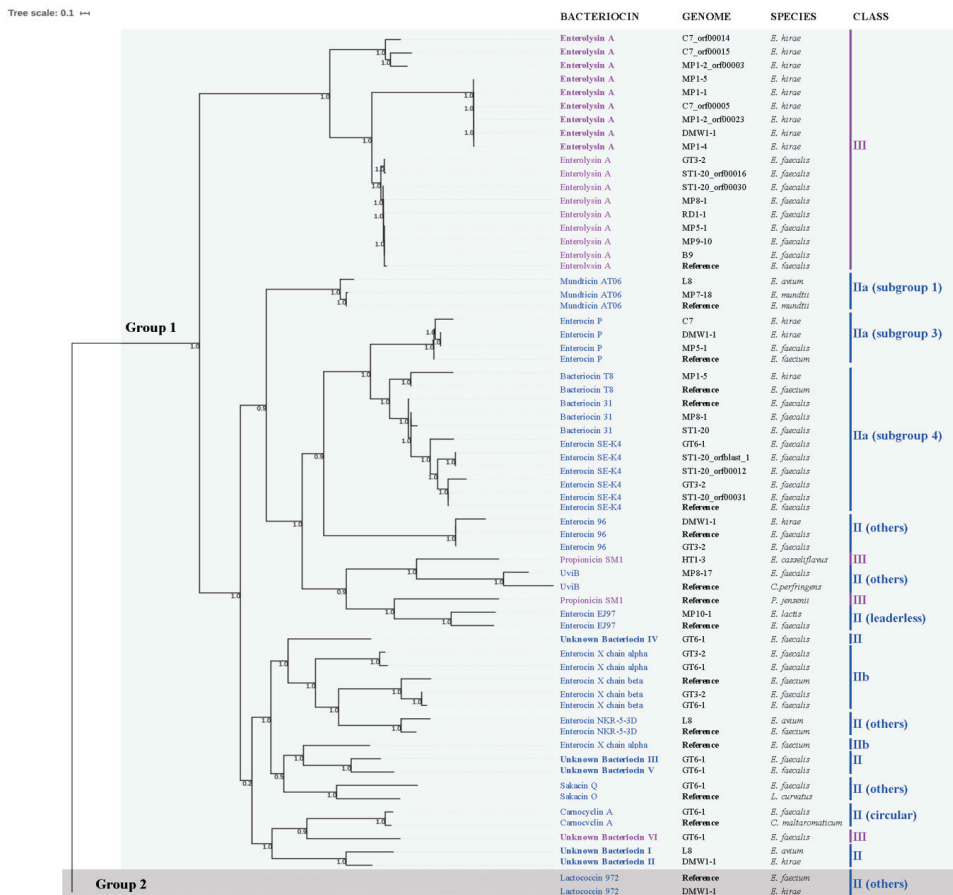 Tree scale: 0.1
BACTERIOCIN GENOME SPECIES CLASS
Enterolysin A C7_orf00014 E. hirae
Enterolysin A C7_orf00015 E. hirae
Enterolysin A MP1-2_orf00003 E. hirae
Enterolysin A MP1-5 E. hirae
Enterolysin A MP1-1 E. hirae
Enterolysin A C7_orf00005 E. hirae
Enterolysin A MP1-2_orf00023 E. hirae
Enterolysin A DMW1-1 E. hirae
Enterolysin A MP1-4 E. hirae III
Enterolysin A GT3-2 E. faecalis
Enterolysin A ST1-20_orf00016 E. faecalis
Enterolysin A ST1-20_orf00030 E. faecalis
Enterolysin A MP8-1 E. faecalis
Enterolysin A RD1-1 E. faecalis
Enterolysin A MP5-1 E. faecalis
Enterolysin A MP9-10 E. faecalis
Enterolysin A B9 E. faecalis
Enterolysin A Reference E. faecalis
Mundticin AT06 L8 E. avium IIa (subgroup 1)
Mundticin AT06 MP7-18 E. mundtii
Mundticin AT06 Reference E. mundtii
Group 1
Enterocin P C7 E. hirae
Enterocin P DMW1-1 E. hirae IIa (subgroup 3)
Enterocin P MP5-1 E. faecalis
Enterocin P Reference E. faecium
Bacteriocin T8 MP1-5 E. hirae
Bacteriocin T8 Reference E. faecium
Bacteriocin 31 Reference E. faecalis
Bacteriocin 31 MP8-1 E. faecalis IIa (subgroup 4)
Bacteriocin 31 ST1-20 E. faecalis
Enterocin SE-K4 GT6-1 E. faecalis
Enterocin SE-K4 ST1-20_orfblast_1 E. faecalis
Enterocin SE-K4 ST1-20_orf00012 E. faecalis
Enterocin SE-K4 GT3-2 E. faecalis
Enterocin SE-K4 ST1-20_orf00031 E. faecalis
Enterocin SE-K4 Reference E. faecalis
Enterocin 96 DMW1-1 E. hirae II (others)
Enterocin 96 Reference E. faecalis
Enterocin 96 GT3-2 E. faecalis
Propionicin SM1 HT1-3 E. casseliflavus III
UviB MP8-17 E. faecalis II (others)
UviB Reference C.perfringens
Propionicin SM1 Reference P. jensenii III
Enterocin EJ97 MP10-1 E. lactis II (leaderless)
Enterocin EJ97 Reference E. faecalis
Unknown Bacteriocin IV GT6-1 E. faecalis II
Enterocin X chain alpha GT3-2 E. faecalis
Enterocin X chain alpha GT6-1 E. faecalis IIb
Enterocin X chain beta Reference E. faecium
Enterocin X chain beta GT3-2 E. faecalis
Enterocin X chain beta GT6-1 E. faecalis
Enterocin NKR-5-3D L8 E. avium II (others)
Enterocin NKR-5-3D Reference E. faecium
Enterocin X chain alpha Reference E. faecium IIb
Unknown Bacteriocin III GT6-1 E. faecalis II
Unknown Bacteriocin V GT6-1 E. faecalis
Sakacin Q GT6-1 E. faecalis II (others)
Sakacin Q Reference L. curvatus
Carnocyclin A GT6-1 E. faecalis II (circular)
Carnocyclin A Reference C. maltaromaticum
Unknown Bacteriocin VI GT6-1 E. faecalis III
Unknown Bacteriocin I L8 E. avium II
Unknown Bacteriocin II DMW1-1 E. hirae
Group 2 Lactococcin 972 Reference E. faecium II (others)
Lactococcin 972 DMW1-1 E. hirae